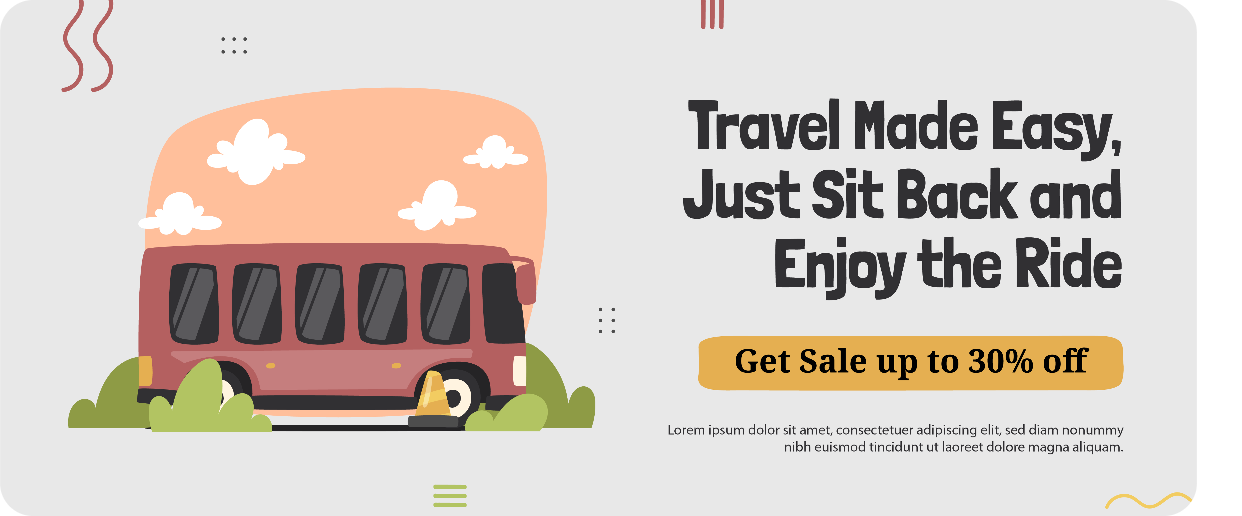 Travel Made Easy,
Just Sit Back and
Enjoy the Ride
Get Sale up to 30% off
Lorem ipsum dolor sit amet, consectetuer adipiscing elit, sed diam nonummy
nibh euismod tincidunt ut laoreet dolore magna aliquam.